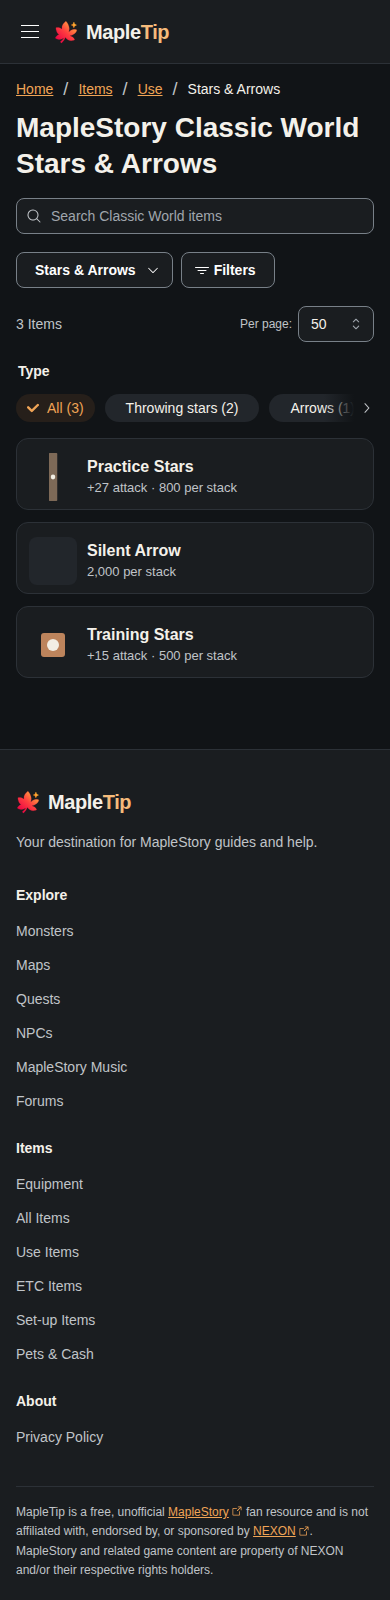 MapleTip
Home / Items / Use / Stars & Arrows
MapleStory Classic World
Stars & Arrows
Search Classic World items
Stars & Arrows Filters
3 Items Per page: 50
Type
All (3) Throwing stars (2) Arrows (1)
Practice Stars
+27 attack · 800 per stack
Silent Arrow
2,000 per stack
Training Stars
+15 attack · 500 per stack
MapleTip
Your destination for MapleStory guides and help.
Explore
Monsters
Maps
Quests
NPCs
MapleStory Music
Forums
Items
Equipment
All Items
Use Items
ETC Items
Set-up Items
Pets & Cash
About
Privacy Policy
MapleTip is a free, unofficial MapleStory fan resource and is not
affiliated with, endorsed by, or sponsored by NEXON.
MapleStory and related game content are property of NEXON
and/or their respective rights holders.